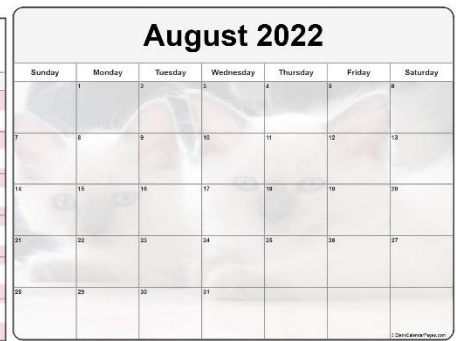 August 2022
Sunday Monday Tuesday Wednesday Thursday Friday Saturday
1 2 3 4 5 6
7 8 9 10 11 12 13
14 15 16 17 18 19 20
21 22 23 24 25 26 27
28 29 30 31